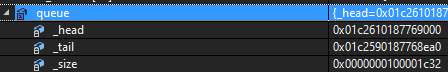 queue {_head=0x01c2610187
_head 0x01c2610187769000
_tail 0x01c2590187768ea0
_size 0x0000000100001c32